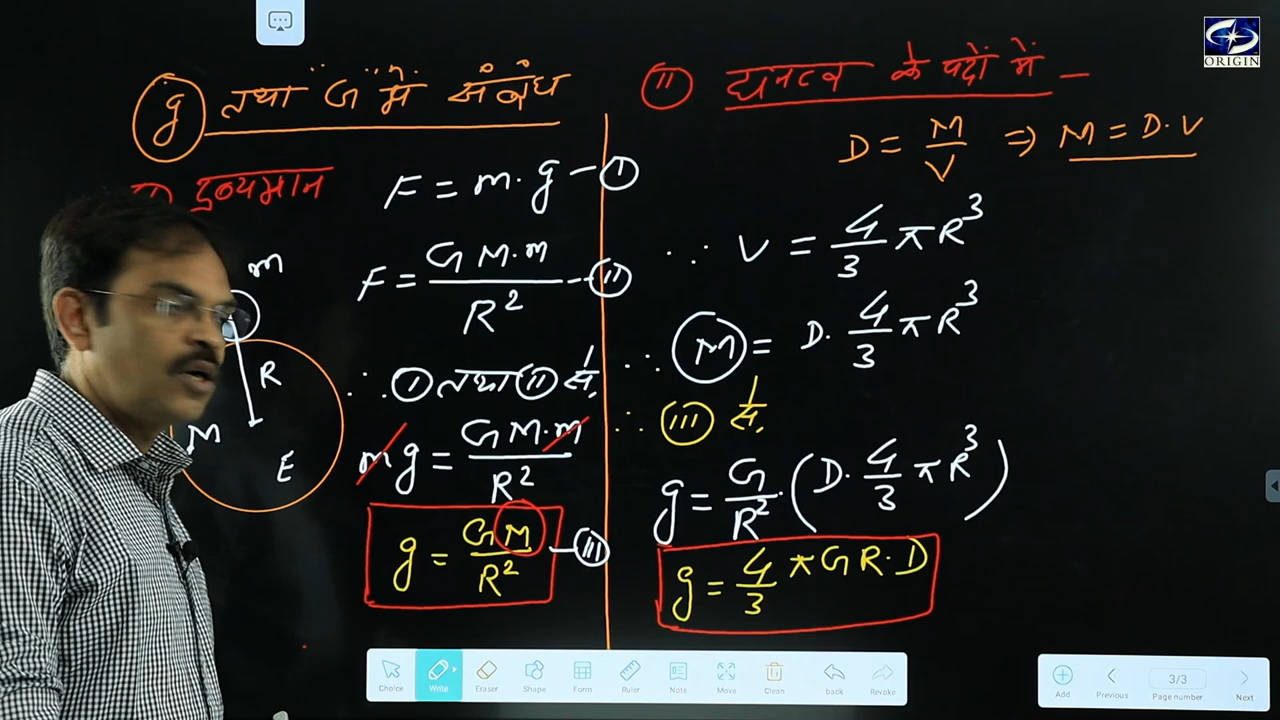 g तथा G में संबंध
द्रव्यमान
F = m.g — (I)
F = GM.m/R² — (II)
∴ (I) तथा (II) से,
mg = GM.m/R²
g = GM/R² — (III)
m
R
M
E
(II) घनत्व के पदों में —
D = M/V ⇒ M = D.V
∵ V = 4/3 πR³
∴ M = D. 4/3 πR³
∴ (III) से,
g = G/R² . (D. 4/3 πR³)
g = 4/3 πGR.D
ORIGIN
Choice
Write
Eraser
Shape
Form
Ruler
Note
Move
Clean
back
Revoke
Add
Previous
3/3
Page number
Next